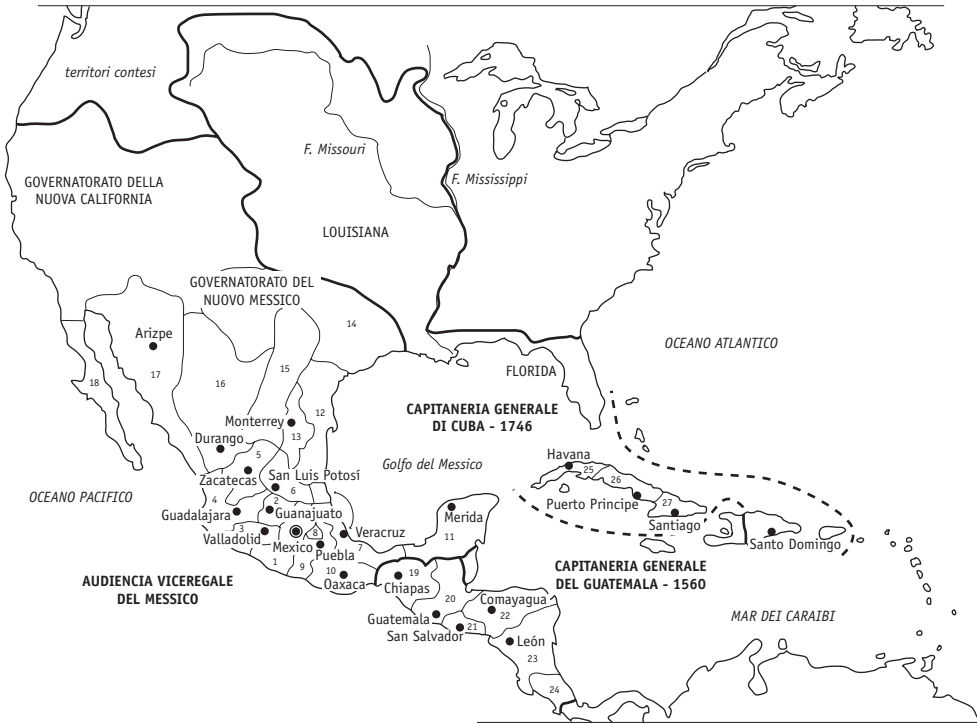 territori contesi
F. Missouri
F. Mississippi
GOVERNATORATO DELLA
NUOVA CALIFORNIA
LOUISIANA
GOVERNATORATO DEL
NUOVO MESSICO
14
Arizpe
OCEANO ATLANTICO
15
17
18
16
FLORIDA
12
CAPITANERIA GENERALE
DI CUBA - 1746
Monterrey
13
Durango
5
Havana
25
Golfo del Messico
26
Zacatecas
San Luis Potosí
6
OCEANO PACIFICO
4
2
Puerto Principe
27
Guadalajara
Guanajuato
Merida
Santiago
3
Veracruz
Valladolid
8
11
Santo Domingo
Mexico
Puebla
7
1
9
10
Oaxaca
CAPITANERIA GENERALE
DEL GUATEMALA - 1560
19
Chiapas
AUDIENCIA VICEREGALE
DEL MESSICO
20
Comayagua
22
Guatemala
21
San Salvador
MAR DEI CARAIBI
León
23
24